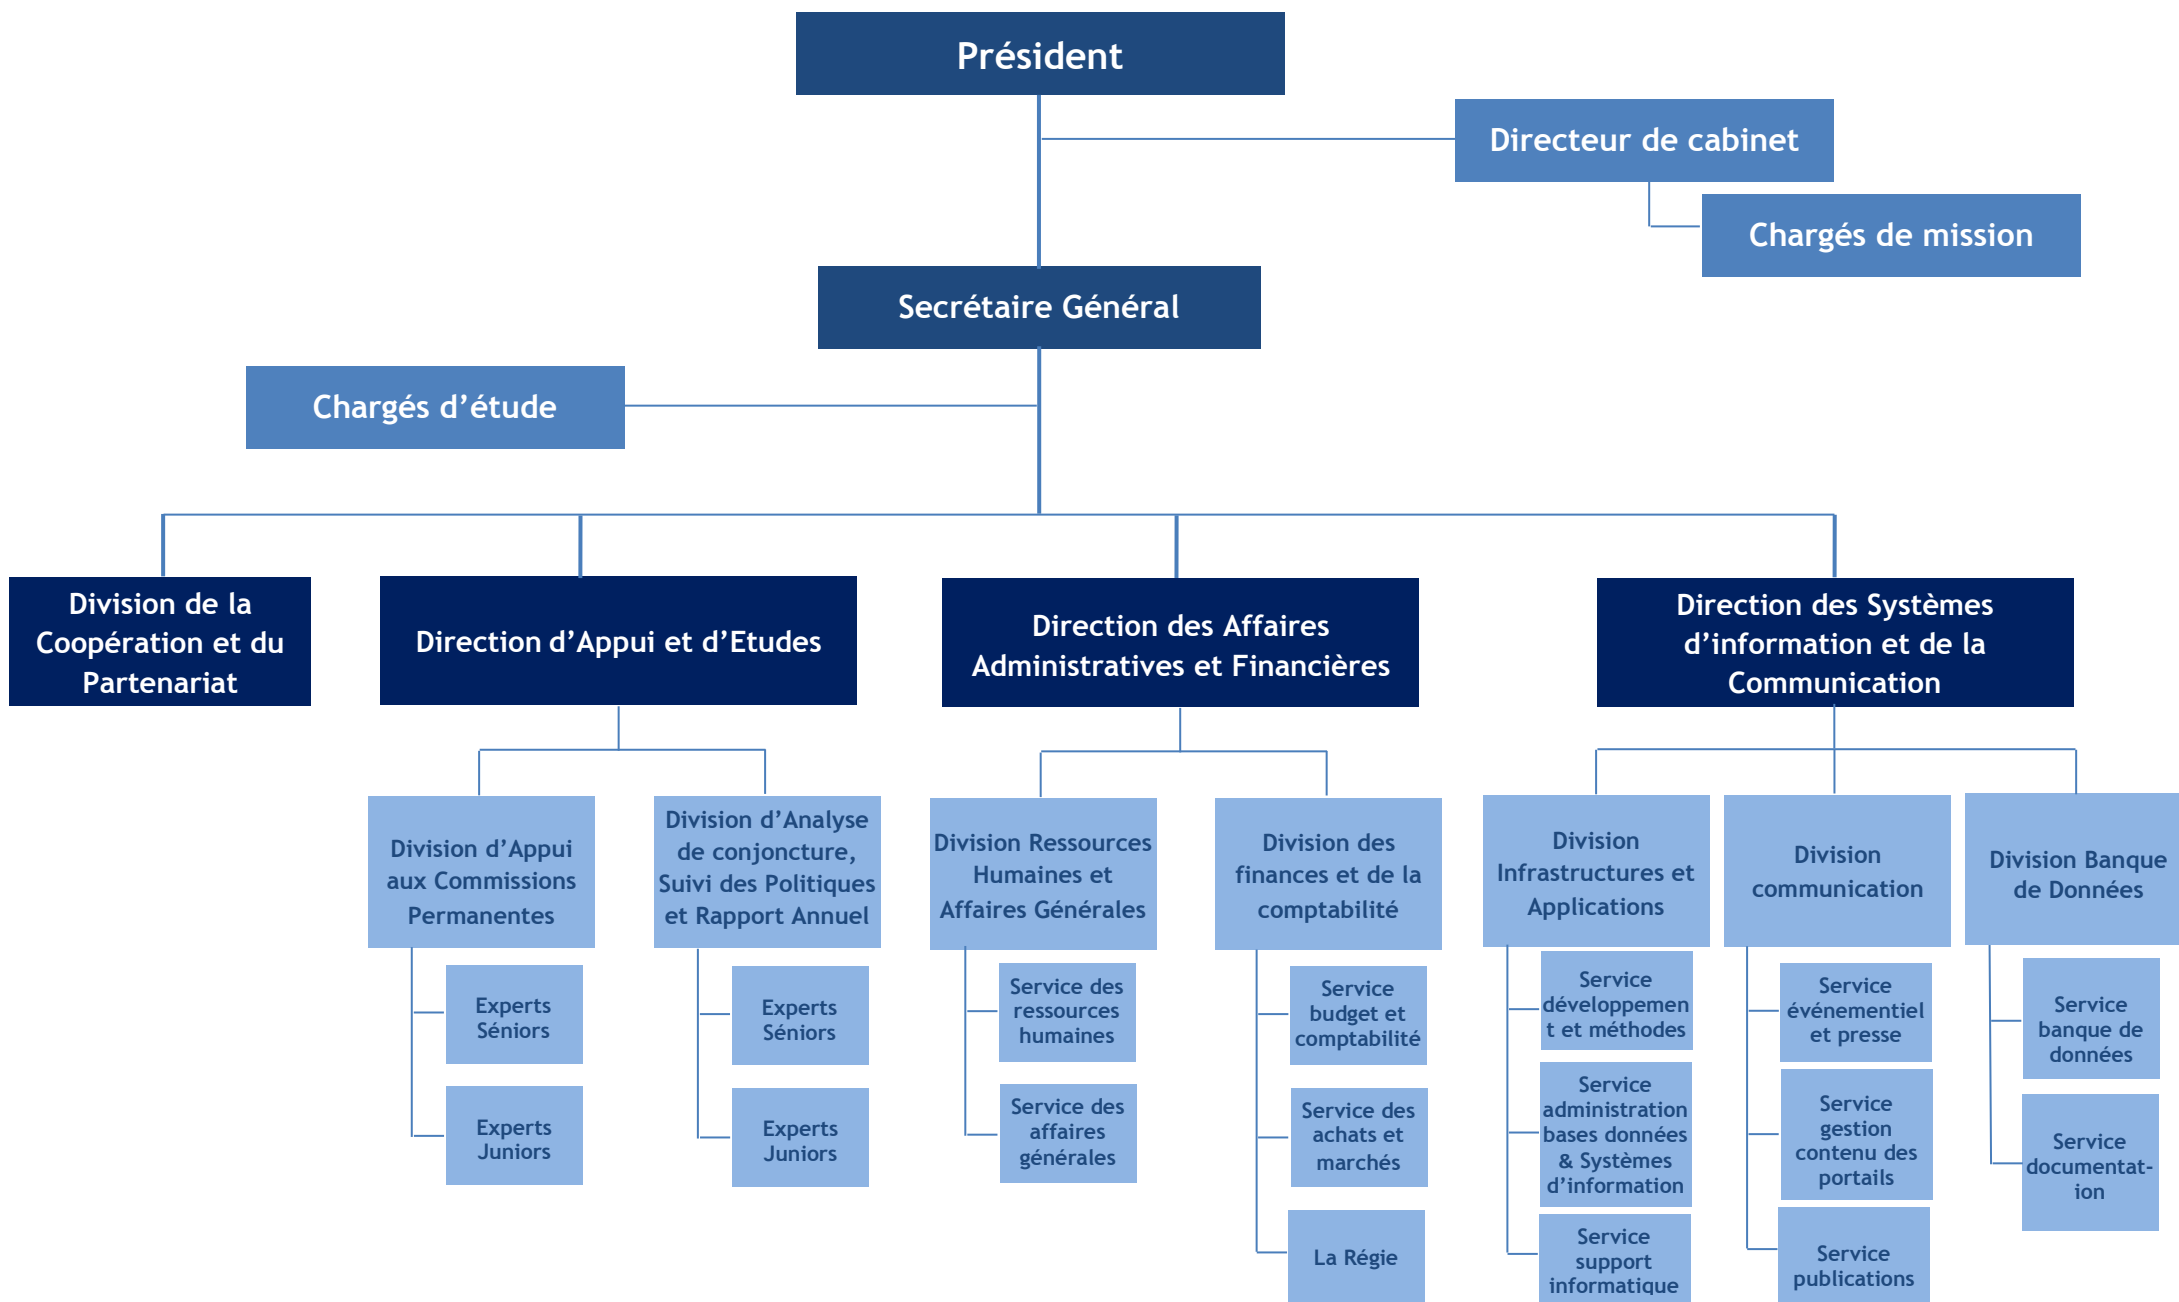 Président
Directeur de cabinet
Chargés de mission
Secrétaire Général
Chargés d’étude
Division de la
Coopération et du
Partenariat
Direction d’Appui et d’Etudes
Direction des Affaires
Administratives et Financières
Direction des Systèmes
d’information et de la
Communication
Division d’Appui
aux Commissions
Permanentes
Division d’Analyse
de conjoncture,
Suivi des Politiques
et Rapport Annuel
Division Ressources
Humaines et
Affaires Générales
Division des
finances et de la
comptabilité
Division
Infrastructures et
Applications
Division
communication
Division Banque
de Données
Experts
Séniors
Experts
Juniors
Experts
Séniors
Experts
Juniors
Service des
ressources
humaines
Service des
affaires
générales
Service
budget et
comptabilité
Service des
achats et
marchés
La Régie
Service
développemen
t et méthodes
Service
administration
bases données
& Systèmes
d’information
Service
support
informatique
Service
événementiel
et presse
Service
gestion
contenu des
portails
Service
publications
Service
banque de
données
Service
documentat-
ion